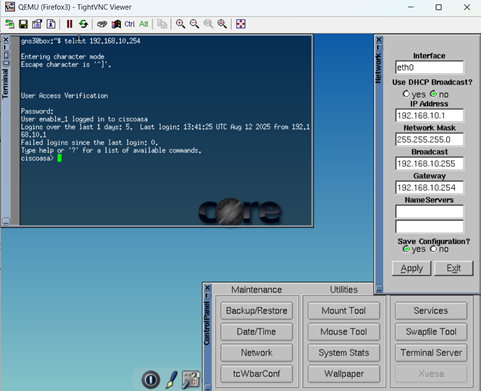 QEMU (Firefox3) - TightVNC Viewer
Ctrl Alt
Terminal
gns3@box:~$ telnet 192.168.10.254
Entering character mode
Escape character is '^]'.
User Access Verification
Password:
User enable_1 logged in to ciscoasa
Logins over the last 1 days: 5.  Last login: 13:41:25 UTC Aug 12 2025 from 192.1
68.10.1
Failed logins since the last login: 0.
Type help or '?' for a list of available commands.
ciscoasa>
core
Network
Interface
eth0
Use DHCP Broadcast?
yes no
IP Address
192.168.10.1
Network Mask
255.255.255.0
Broadcast
192.168.10.255
Gateway
192.168.10.254
NameServers
Save Configuration?
yes no
Apply Exit
ControlPanel
Maintenance Utilities
Backup/Restore Mount Tool Services
Date/Time Mouse Tool Swapfile Tool
Network System Stats Terminal Server
tcWbarConf Wallpaper Xvesa